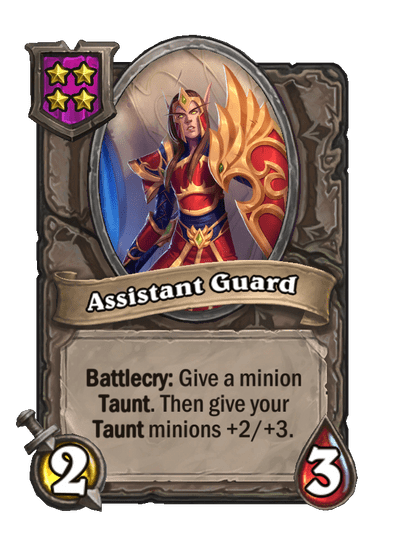 Assistant Guard
Battlecry: Give a minion
Taunt. Then give your
Taunt minions +2/+3.
2
3